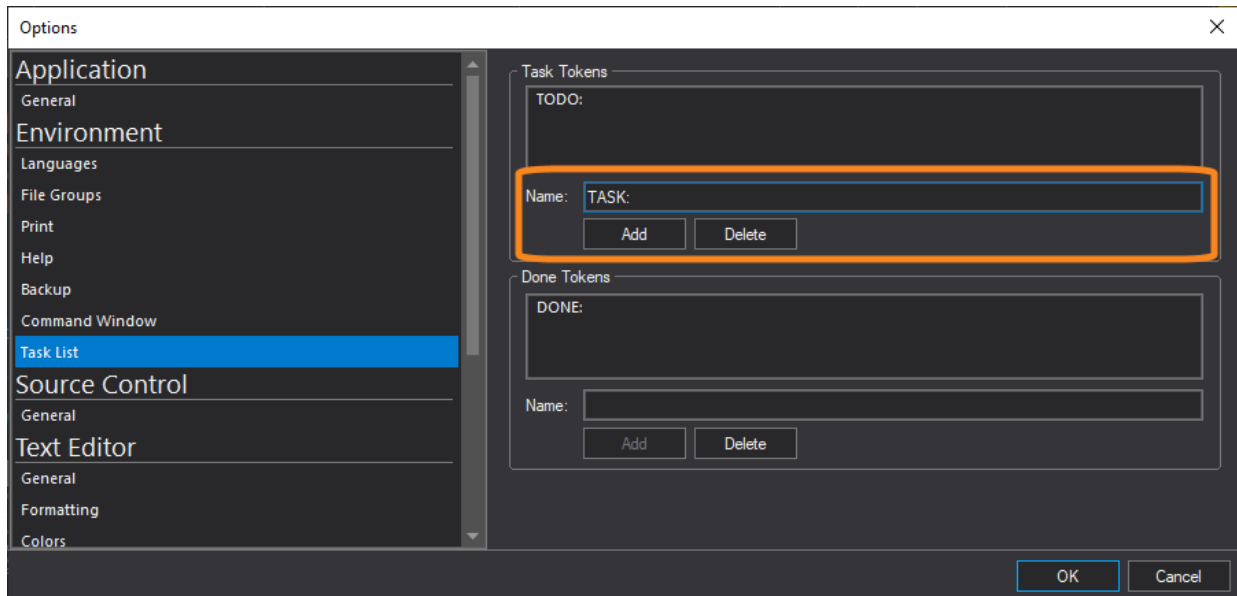 Options
Application
General
Environment
Languages
File Groups
Print
Help
Backup
Command Window
Task List
Source Control
General
Text Editor
General
Formatting
Colors
Task Tokens
TODO:
Name: TASK:
Add Delete
Done Tokens
DONE:
Name:
Add Delete
OK Cancel